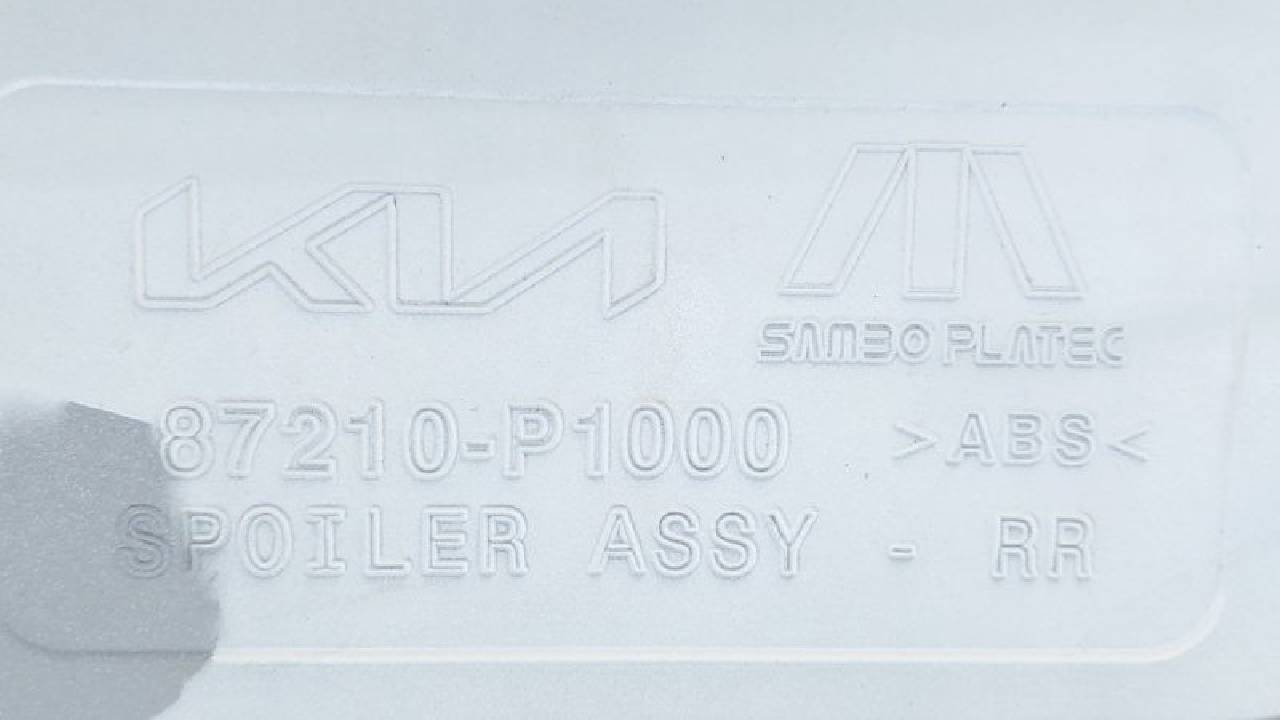 KIA
SAMBO PLATEC
87210-P1000 >ABS<
SPOILER ASSY - RR